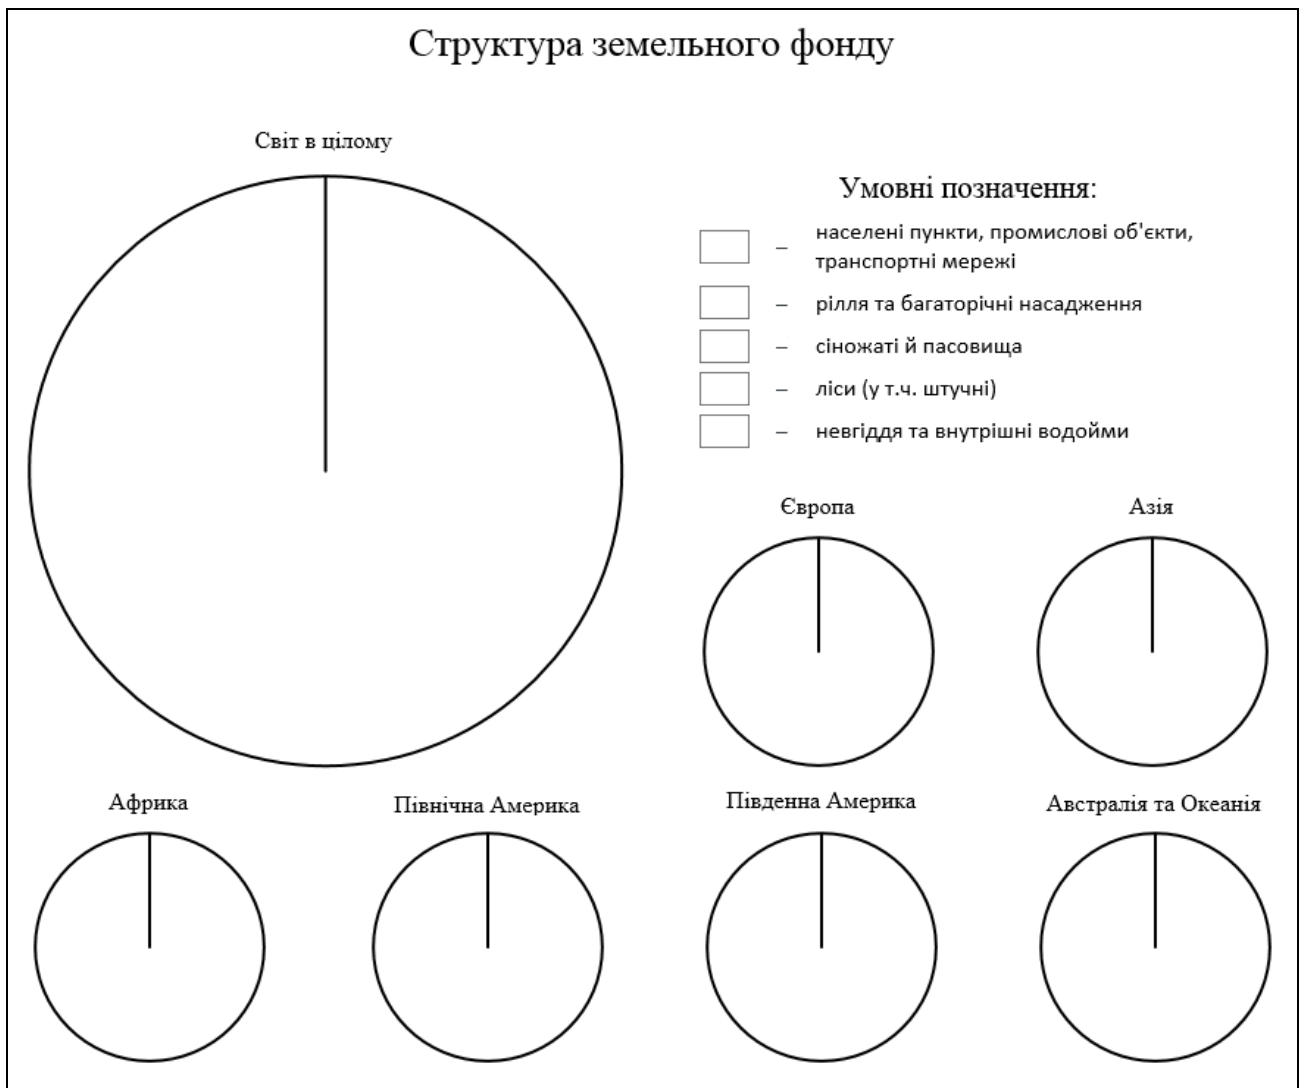 Структура земельного фонду
Світ в цілому
Умовні позначення:
– населені пункти, промислові об'єкти,
транспортні мережі
– рілля та багаторічні насадження
– сіножаті й пасовища
– ліси (у т.ч. штучні)
– невгіддя та внутрішні водойми
Європа
Азія
Африка
Північна Америка
Південна Америка
Австралія та Океанія